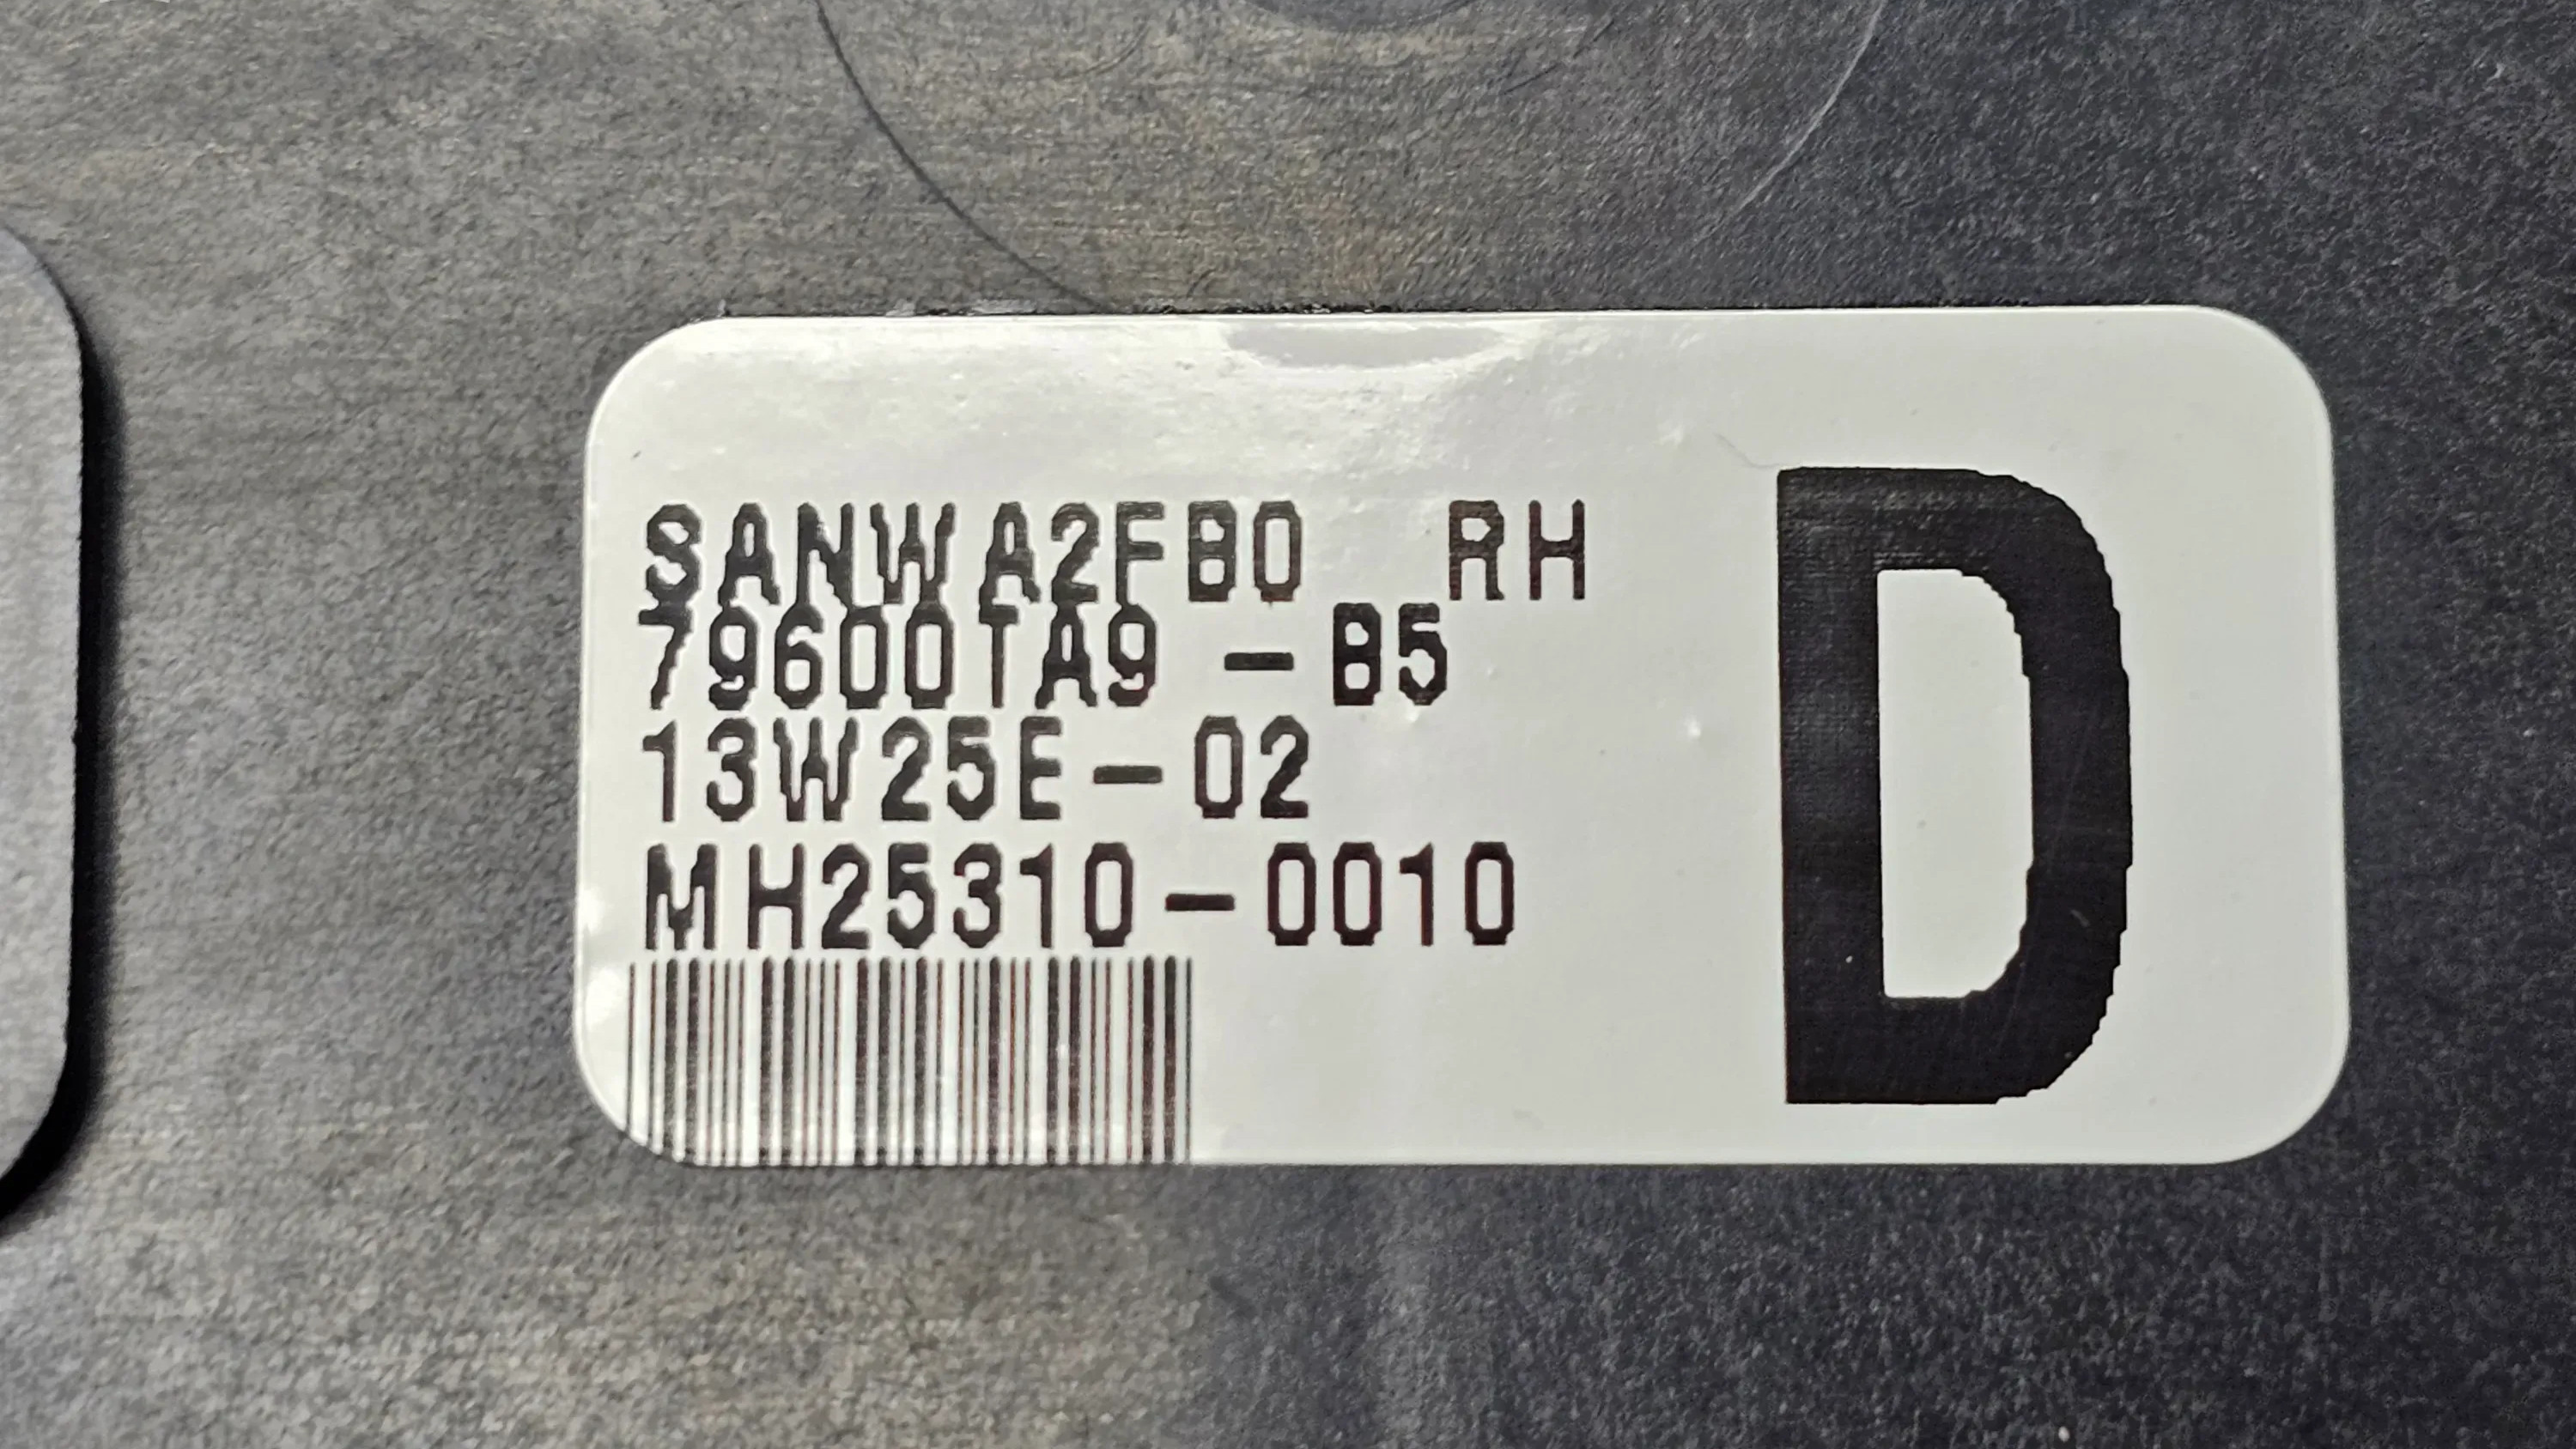 SANWA2FB0 RH
79600TA9-B5
13W25E-02
MH25310-0010
D